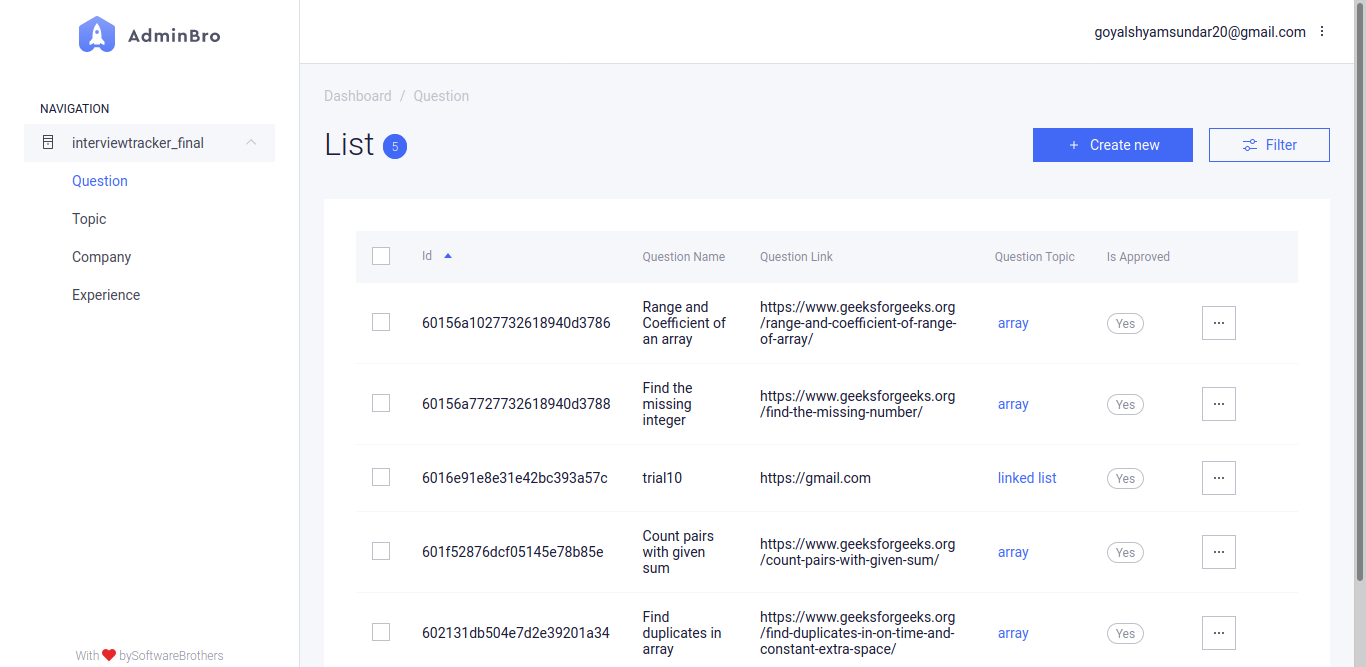 AdminBro
goyalshyamsundar20@gmail.com
NAVIGATION
interviewtracker_final
Question
Topic
Company
Experience
With ❤ bySoftwareBrothers
Dashboard / Question
List 5
+ Create new
Filter
Id
Question Name
Question Link
Question Topic
Is Approved
60156a1027732618940d3786
Range and
Coefficient of
an array
https://www.geeksforgeeks.org
/range-and-coefficient-of-range-
of-array/
array
Yes
60156a7727732618940d3788
Find the
missing
integer
https://www.geeksforgeeks.org
/find-the-missing-number/
array
Yes
6016e91e8e31e42bc393a57c
trial10
https://gmail.com
linked list
Yes
601f52876dcf05145e78b85e
Count pairs
with given
sum
https://www.geeksforgeeks.org
/count-pairs-with-given-sum/
array
Yes
602131db504e7d2e39201a34
Find
duplicates in
array
https://www.geeksforgeeks.org
/find-duplicates-in-on-time-and-
constant-extra-space/
array
Yes